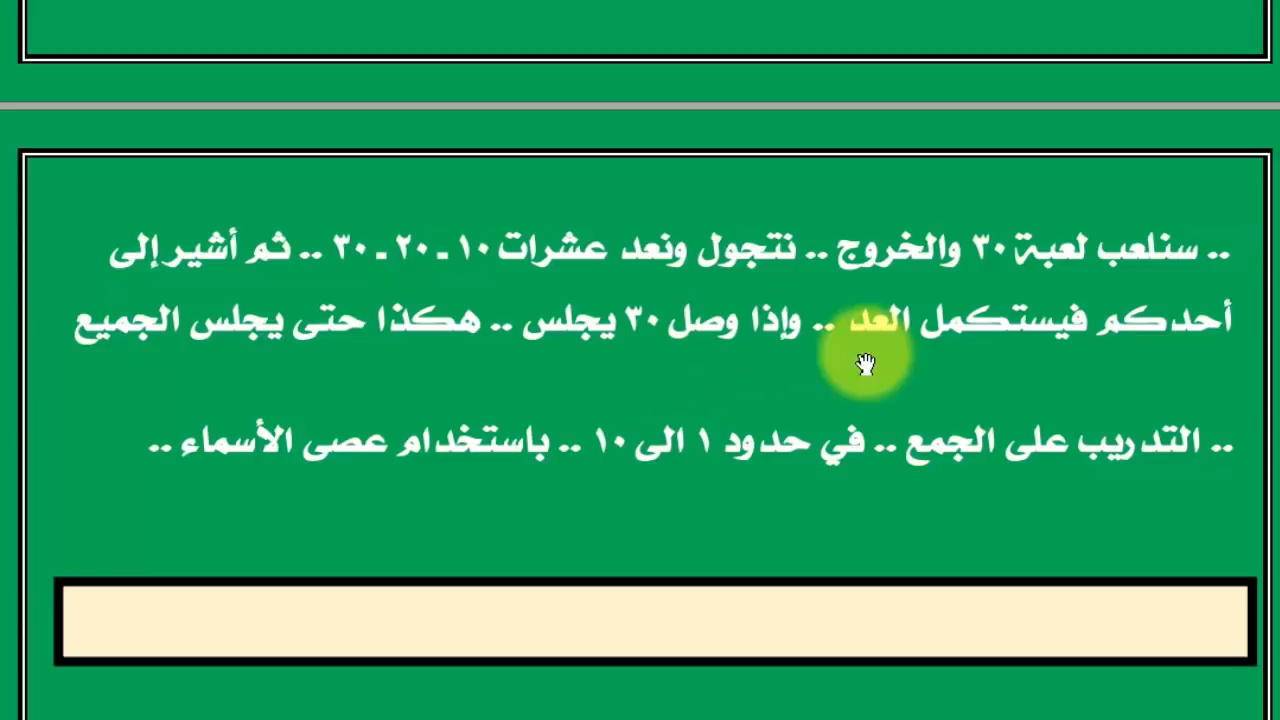 .. سنلعب لعبة ٣٠ والخروج .. نتجول ونعد عشرات ١٠ ـ ٢٠ ـ ٣٠ .. ثم أشير إلى
أحدكم فيستكمل العد .. وإذا وصل ٣٠ يجلس .. هكذا حتى يجلس الجميع
.. التدريب على الجمع .. في حدود ١ الى ١٠ .. باستخدام عصى الأسماء ..